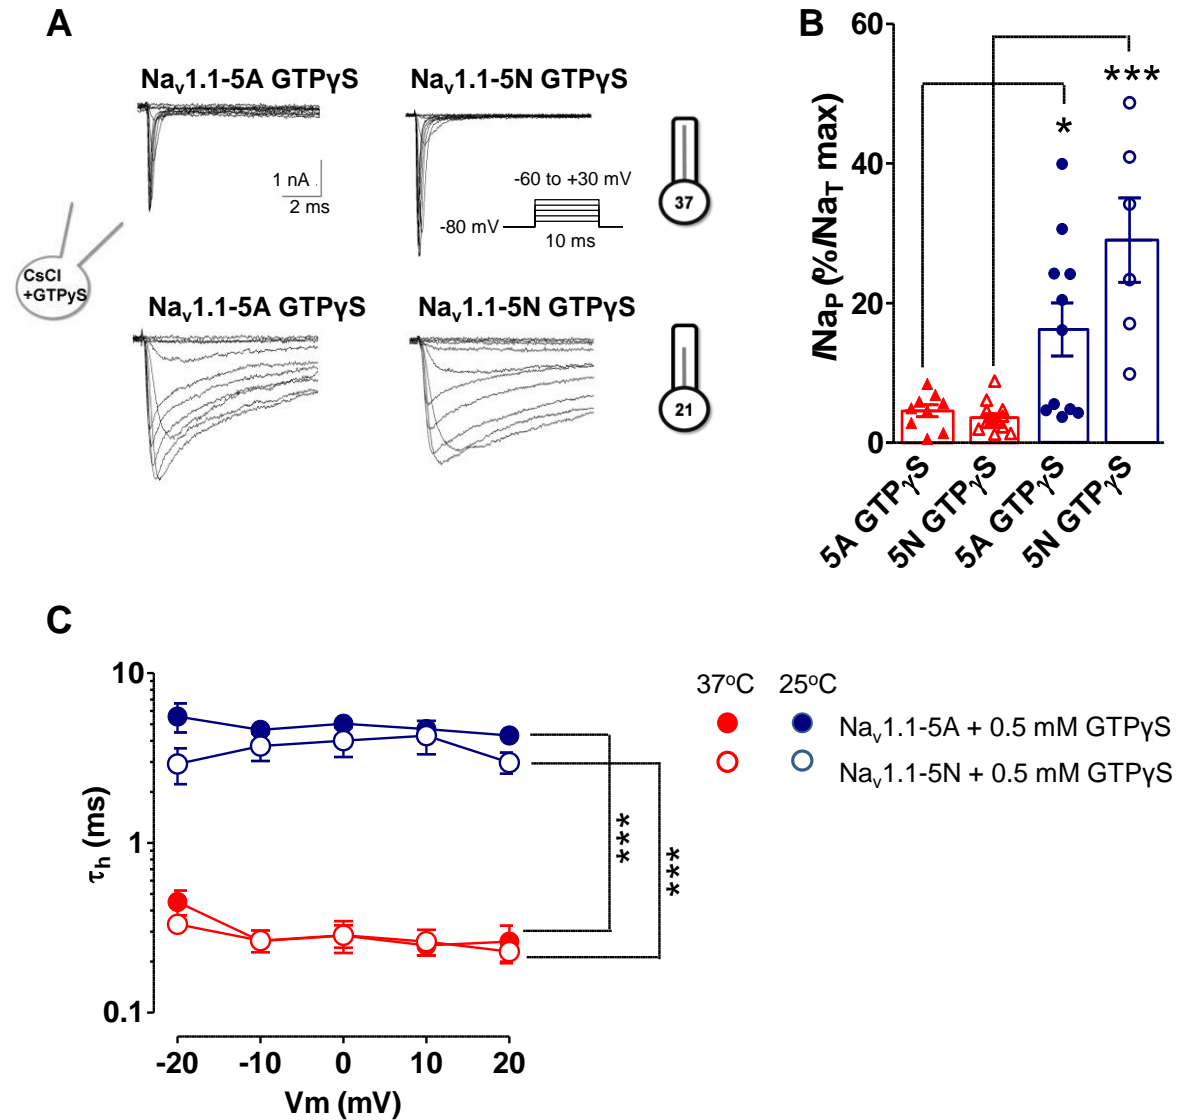 A
Naᵥ1.1-5A GTPγS
Naᵥ1.1-5N GTPγS
1 nA
2 ms
-60 to +30 mV
-80 mV
10 ms
37
CsCl
+GTPγS
Naᵥ1.1-5A GTPγS
Naᵥ1.1-5N GTPγS
21
B
INaP (%INaT max)
60
40
20
0
*
***
5A GTPγS
5N GTPγS
5A GTPγS
5N GTPγS
C
τh (ms)
10
1
0.1
-20
-10
0
10
20
Vm (mV)
***
***
37ºC
25ºC
Naᵥ1.1-5A + 0.5 mM GTPγS
Naᵥ1.1-5N + 0.5 mM GTPγS